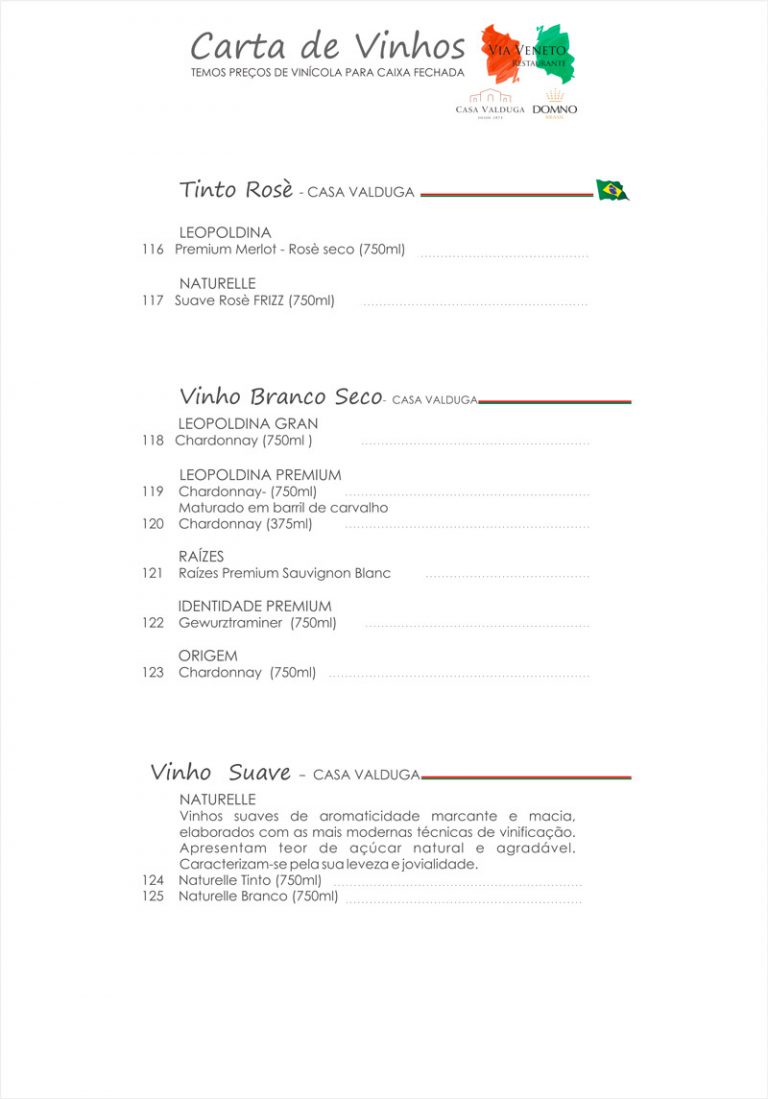 Carta de Vinhos
TEMOS PREÇOS DE VINÍCOLA PARA CAIXA FECHADA
VIA VENETO
RESTAURANTE
CASA VALDUGA
DOMNO
Tinto Rosè - CASA VALDUGA
LEOPOLDINA
116 Premium Merlot - Rosè seco (750ml)
NATURELLE
117 Suave Rosè FRIZZ (750ml)
Vinho Branco Seco- CASA VALDUGA
LEOPOLDINA GRAN
118 Chardonnay (750ml )
LEOPOLDINA PREMIUM
119 Chardonnay- (750ml)
Maturado em barril de carvalho
120 Chardonnay (375ml)
RAÍZES
121 Raízes Premium Sauvignon Blanc
IDENTIDADE PREMIUM
122 Gewurztraminer (750ml)
ORIGEM
123 Chardonnay (750ml)
Vinho Suave - CASA VALDUGA
NATURELLE
Vinhos suaves de aromaticidade marcante e macia,
elaborados com as mais modernas técnicas de vinificação.
Apresentam teor de açúcar natural e agradável.
Caracterizam-se pela sua leveza e jovialidade.
124 Naturelle Tinto (750ml)
125 Naturelle Branco (750ml)